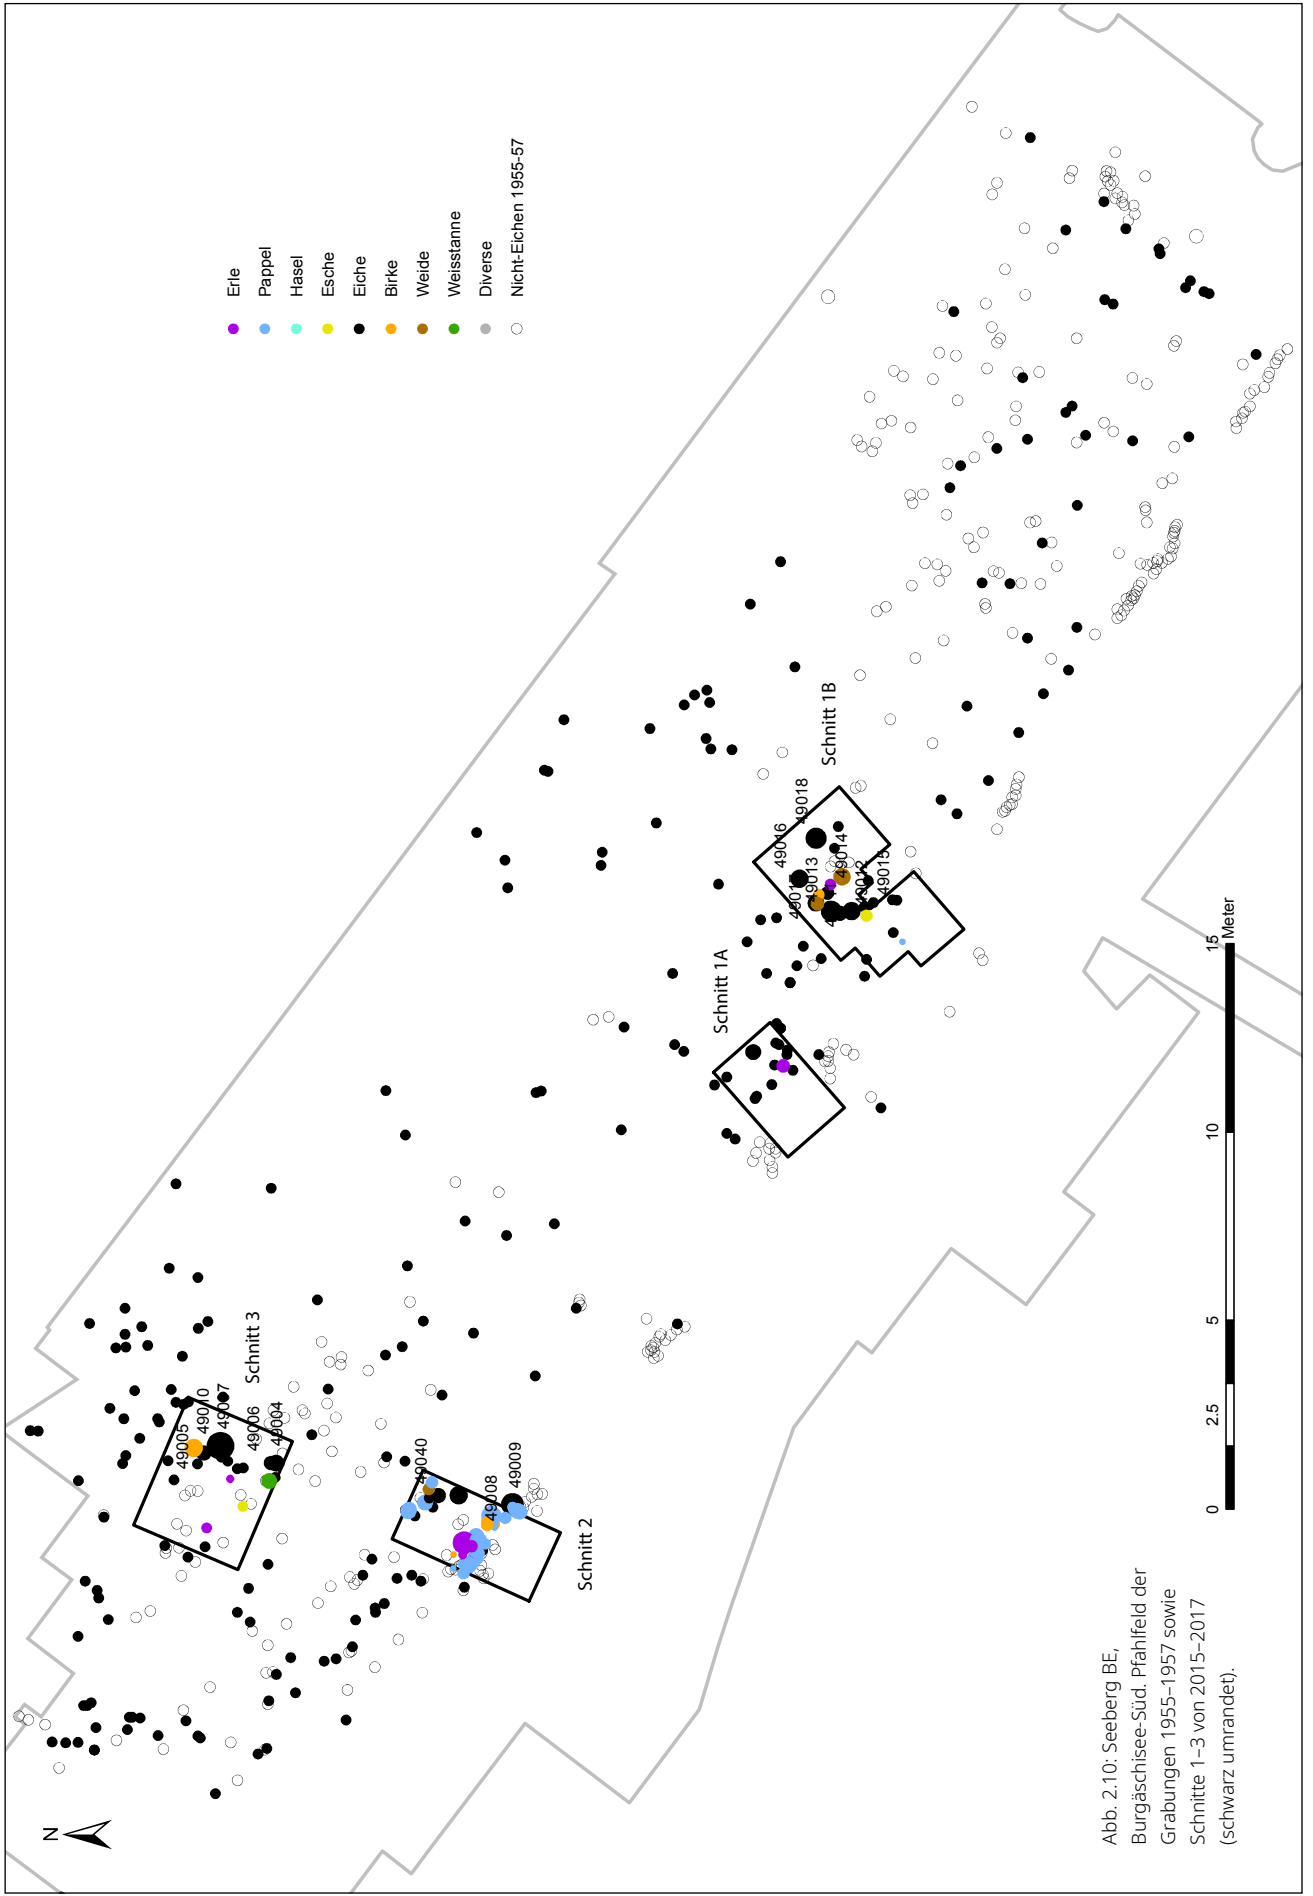 N
Erle
Pappel
Hasel
Esche
Eiche
Birke
Weide
Weisstanne
Diverse
Nicht-Eichen 1955-57
Schnitt 3
49005
49010
49007
49006
49004
Schnitt 2
49040
49008
49009
Schnitt 1A
Schnitt 1B
49016
49018
49013
49014
49012
49015
0
2.5
5
10
15
Meter
Abb. 2.10: Seeberg BE,
Burgäschisee-Süd. Pfahlfeld der
Grabungen 1955–1957 sowie
Schnitte 1–3 von 2015–2017
(schwarz umrandet).